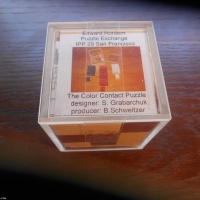 Edward Hordern
Puzzle Exchange
IPP 29 San Francisco
The Color Contact Puzzle
designer: S. Grabarchuk
producer: B.Schweitzer